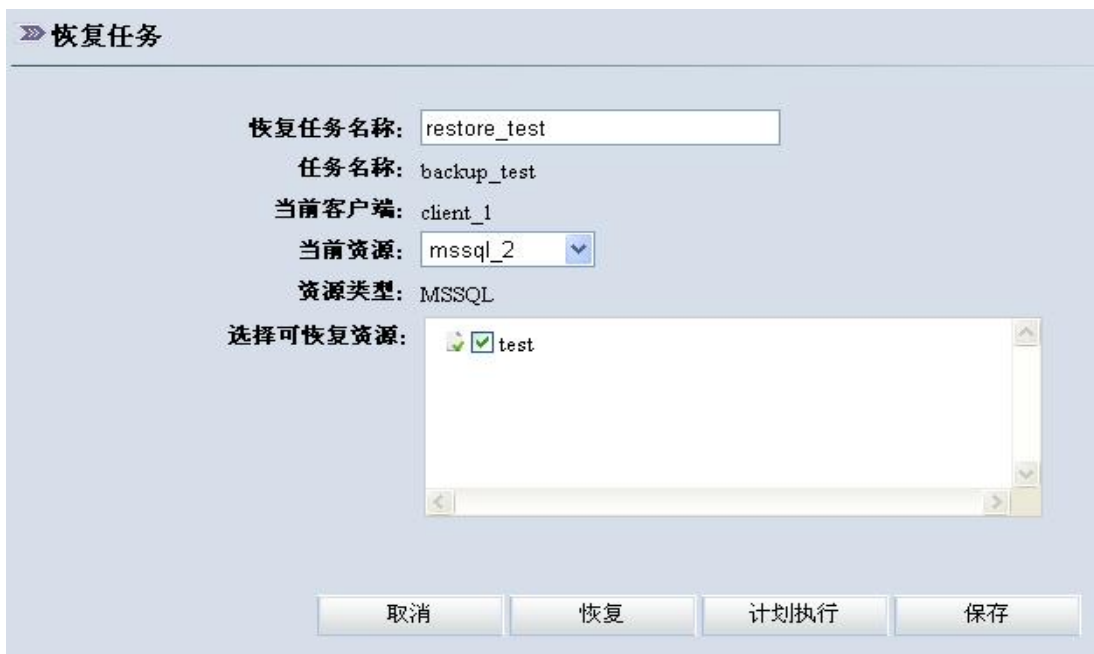 恢复任务
恢复任务名称: restore_test
任务名称: backup_test
当前客户端: client_1
当前资源: mssql_2
资源类型: MSSQL
选择可恢复资源: test
取消 恢复 计划执行 保存